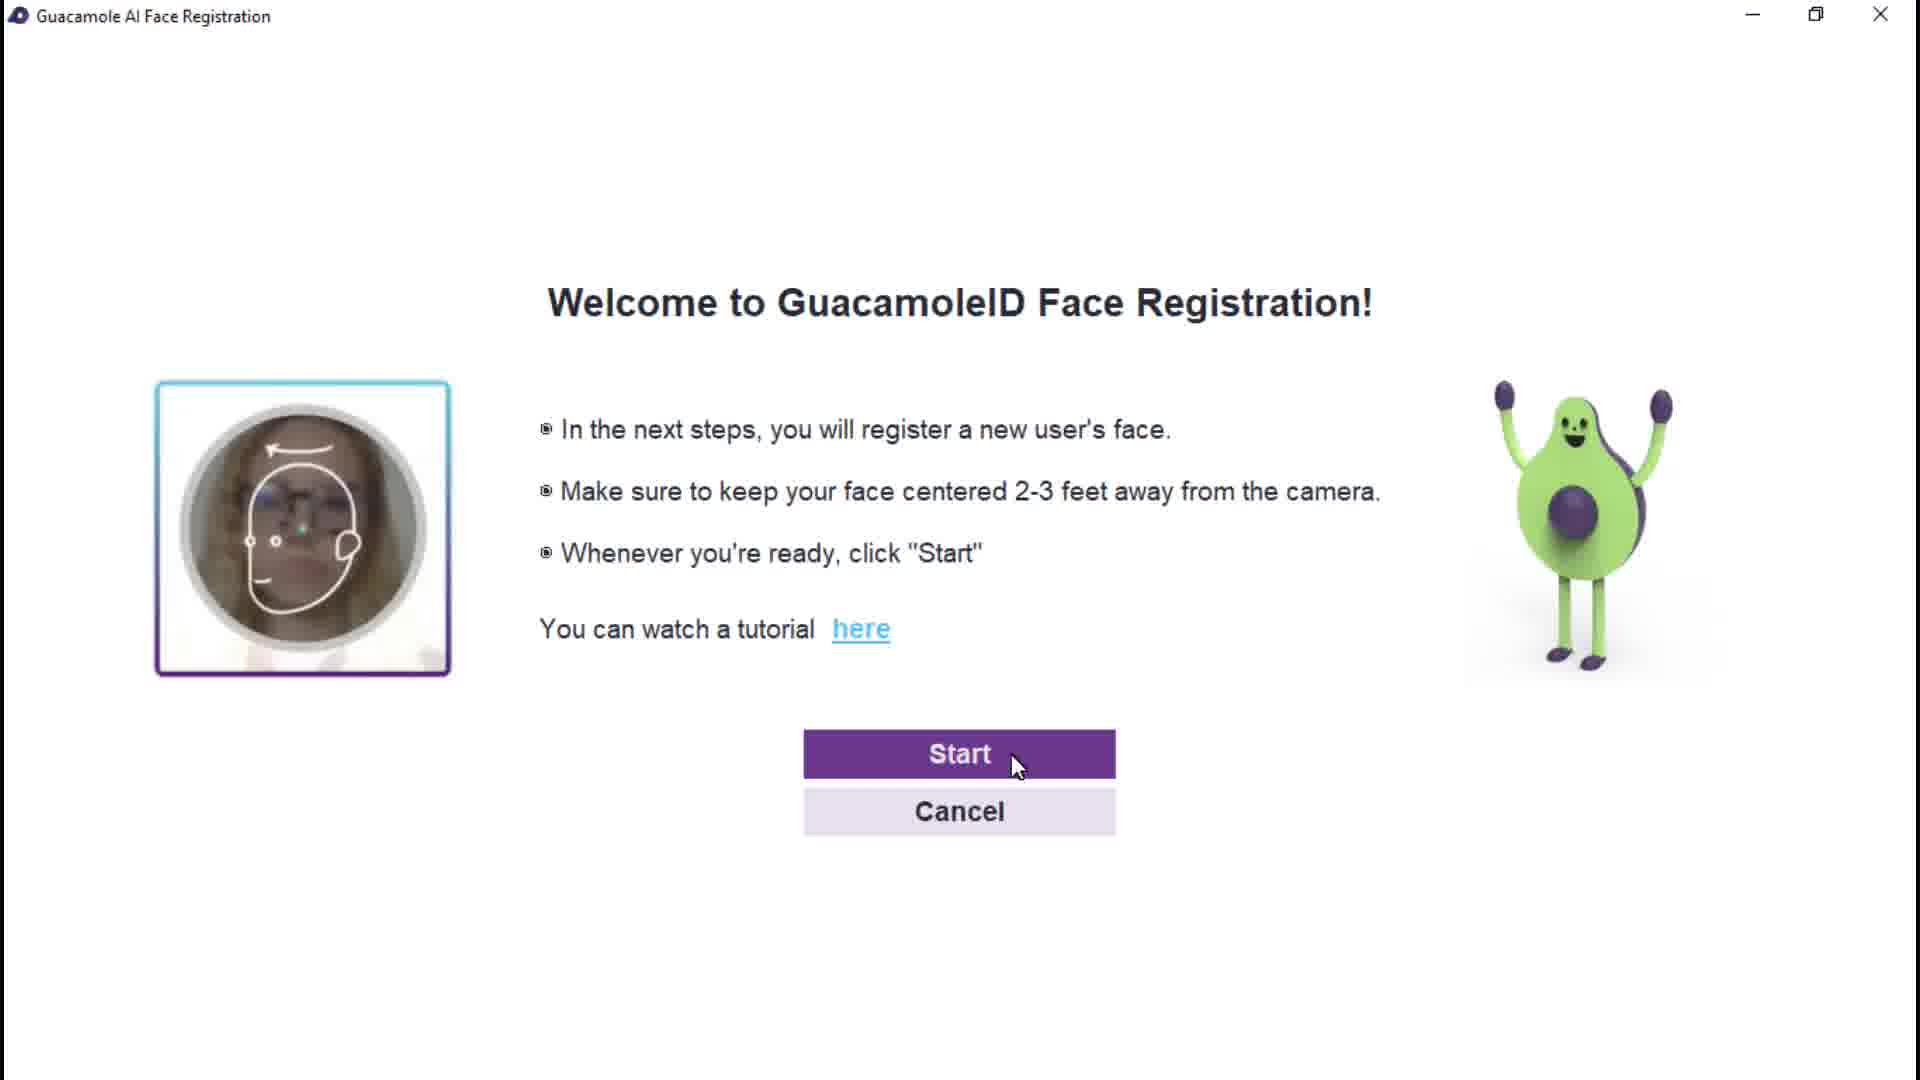 Guacamole AI Face Registration
Welcome to GuacamoleID Face Registration!
In the next steps, you will register a new user's face.
Make sure to keep your face centered 2-3 feet away from the camera.
Whenever you're ready, click "Start"
You can watch a tutorial here
Start
Cancel